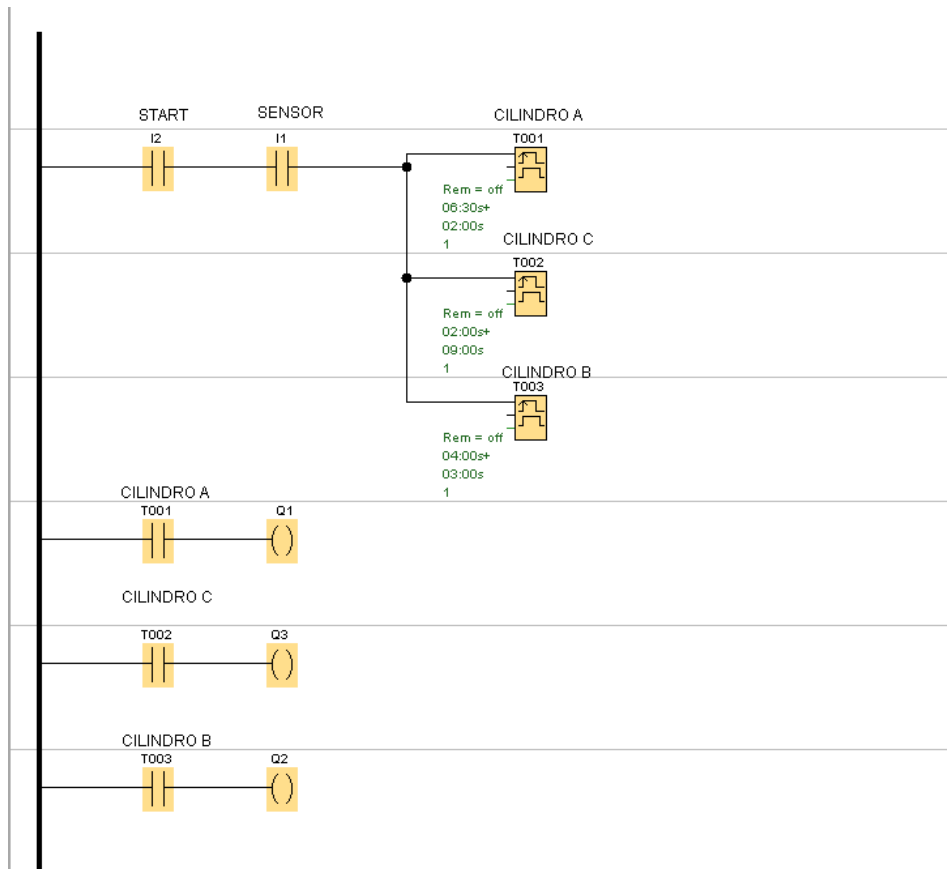 START SENSOR CILINDRO A
I2 I1 T001
Rem = off
06:30s+
02:00s
1
CILINDRO C
T002
Rem = off
02:00s+
09:00s
1
CILINDRO B
T003
Rem = off
04:00s+
03:00s
1
CILINDRO A
T001 Q1
CILINDRO C
T002 Q3
CILINDRO B
T003 Q2